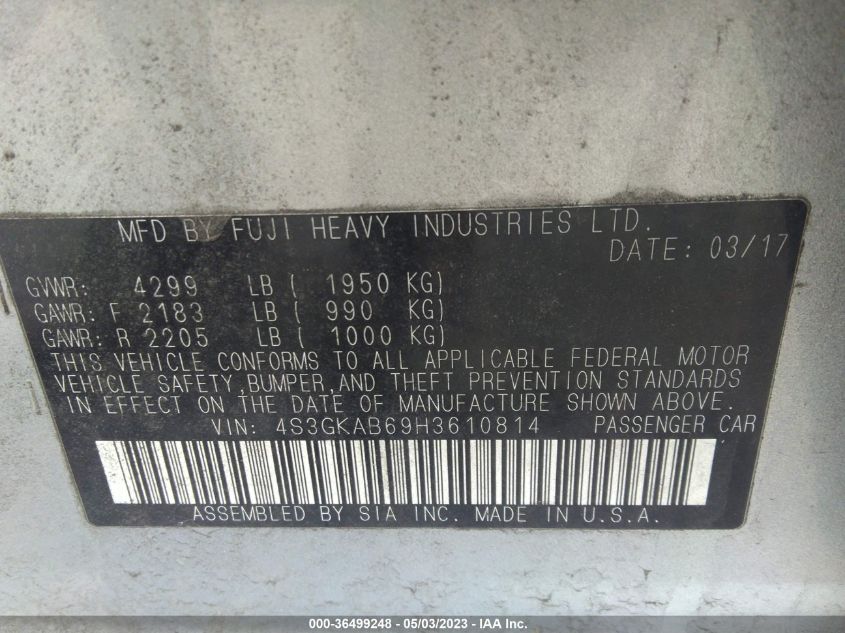 MFD BY FUJI HEAVY INDUSTRIES LTD.
DATE: 03/17
GVWR: 4299 LB ( 1950 KG)
GAWR: F 2183 LB ( 990 KG)
GAWR: R 2205 LB ( 1000 KG)
THIS VEHICLE CONFORMS TO ALL APPLICABLE FEDERAL MOTOR
VEHICLE SAFETY,BUMPER,AND THEFT PREVENTION STANDARDS
IN EFFECT ON THE DATE OF MANUFACTURE SHOWN ABOVE.
VIN: 4S3GKAB69H3610814 PASSENGER CAR
ASSEMBLED BY SIA INC. MADE IN U.S.A.
000-36499248 - 05/03/2023 - IAA Inc.